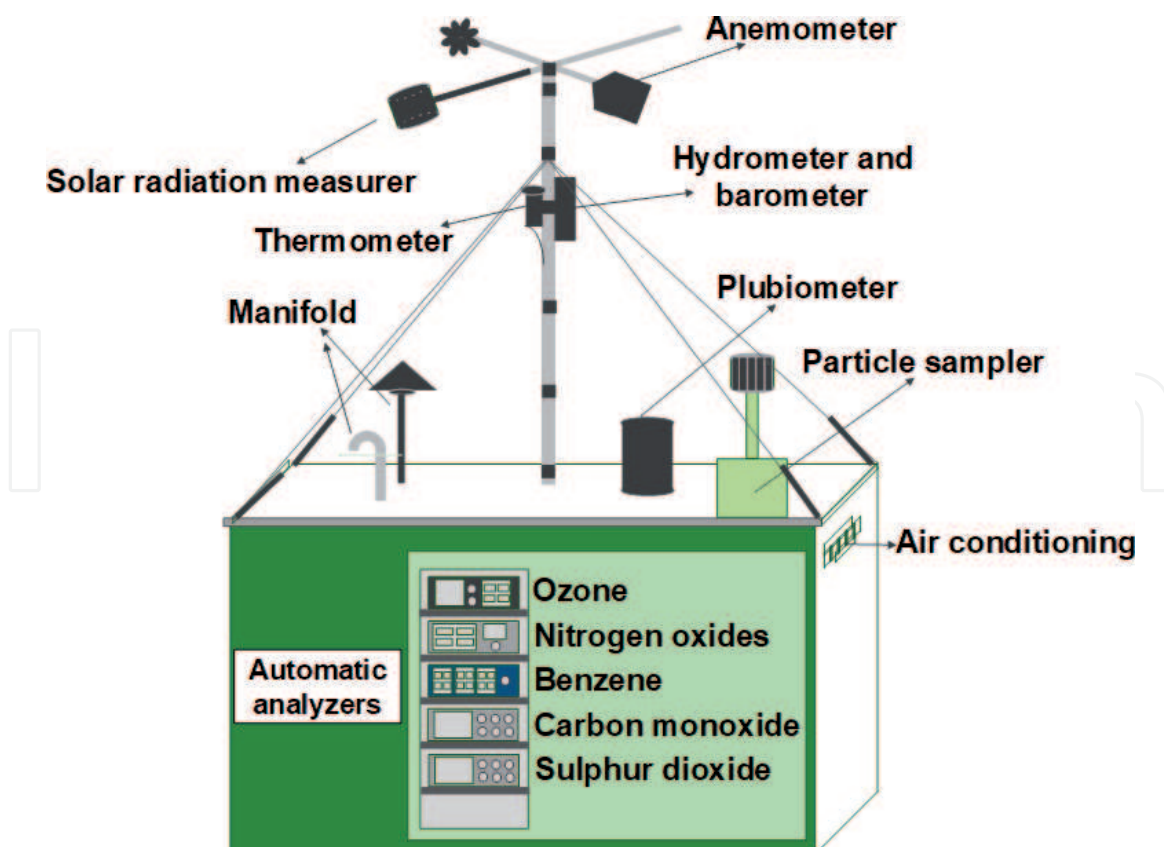 Anemometer
Solar radiation measurer
Hydrometer and
barometer
Thermometer
Plubiometer
Manifold
Particle sampler
Air conditioning
Automatic
analyzers
Ozone
Nitrogen oxides
Benzene
Carbon monoxide
Sulphur dioxide